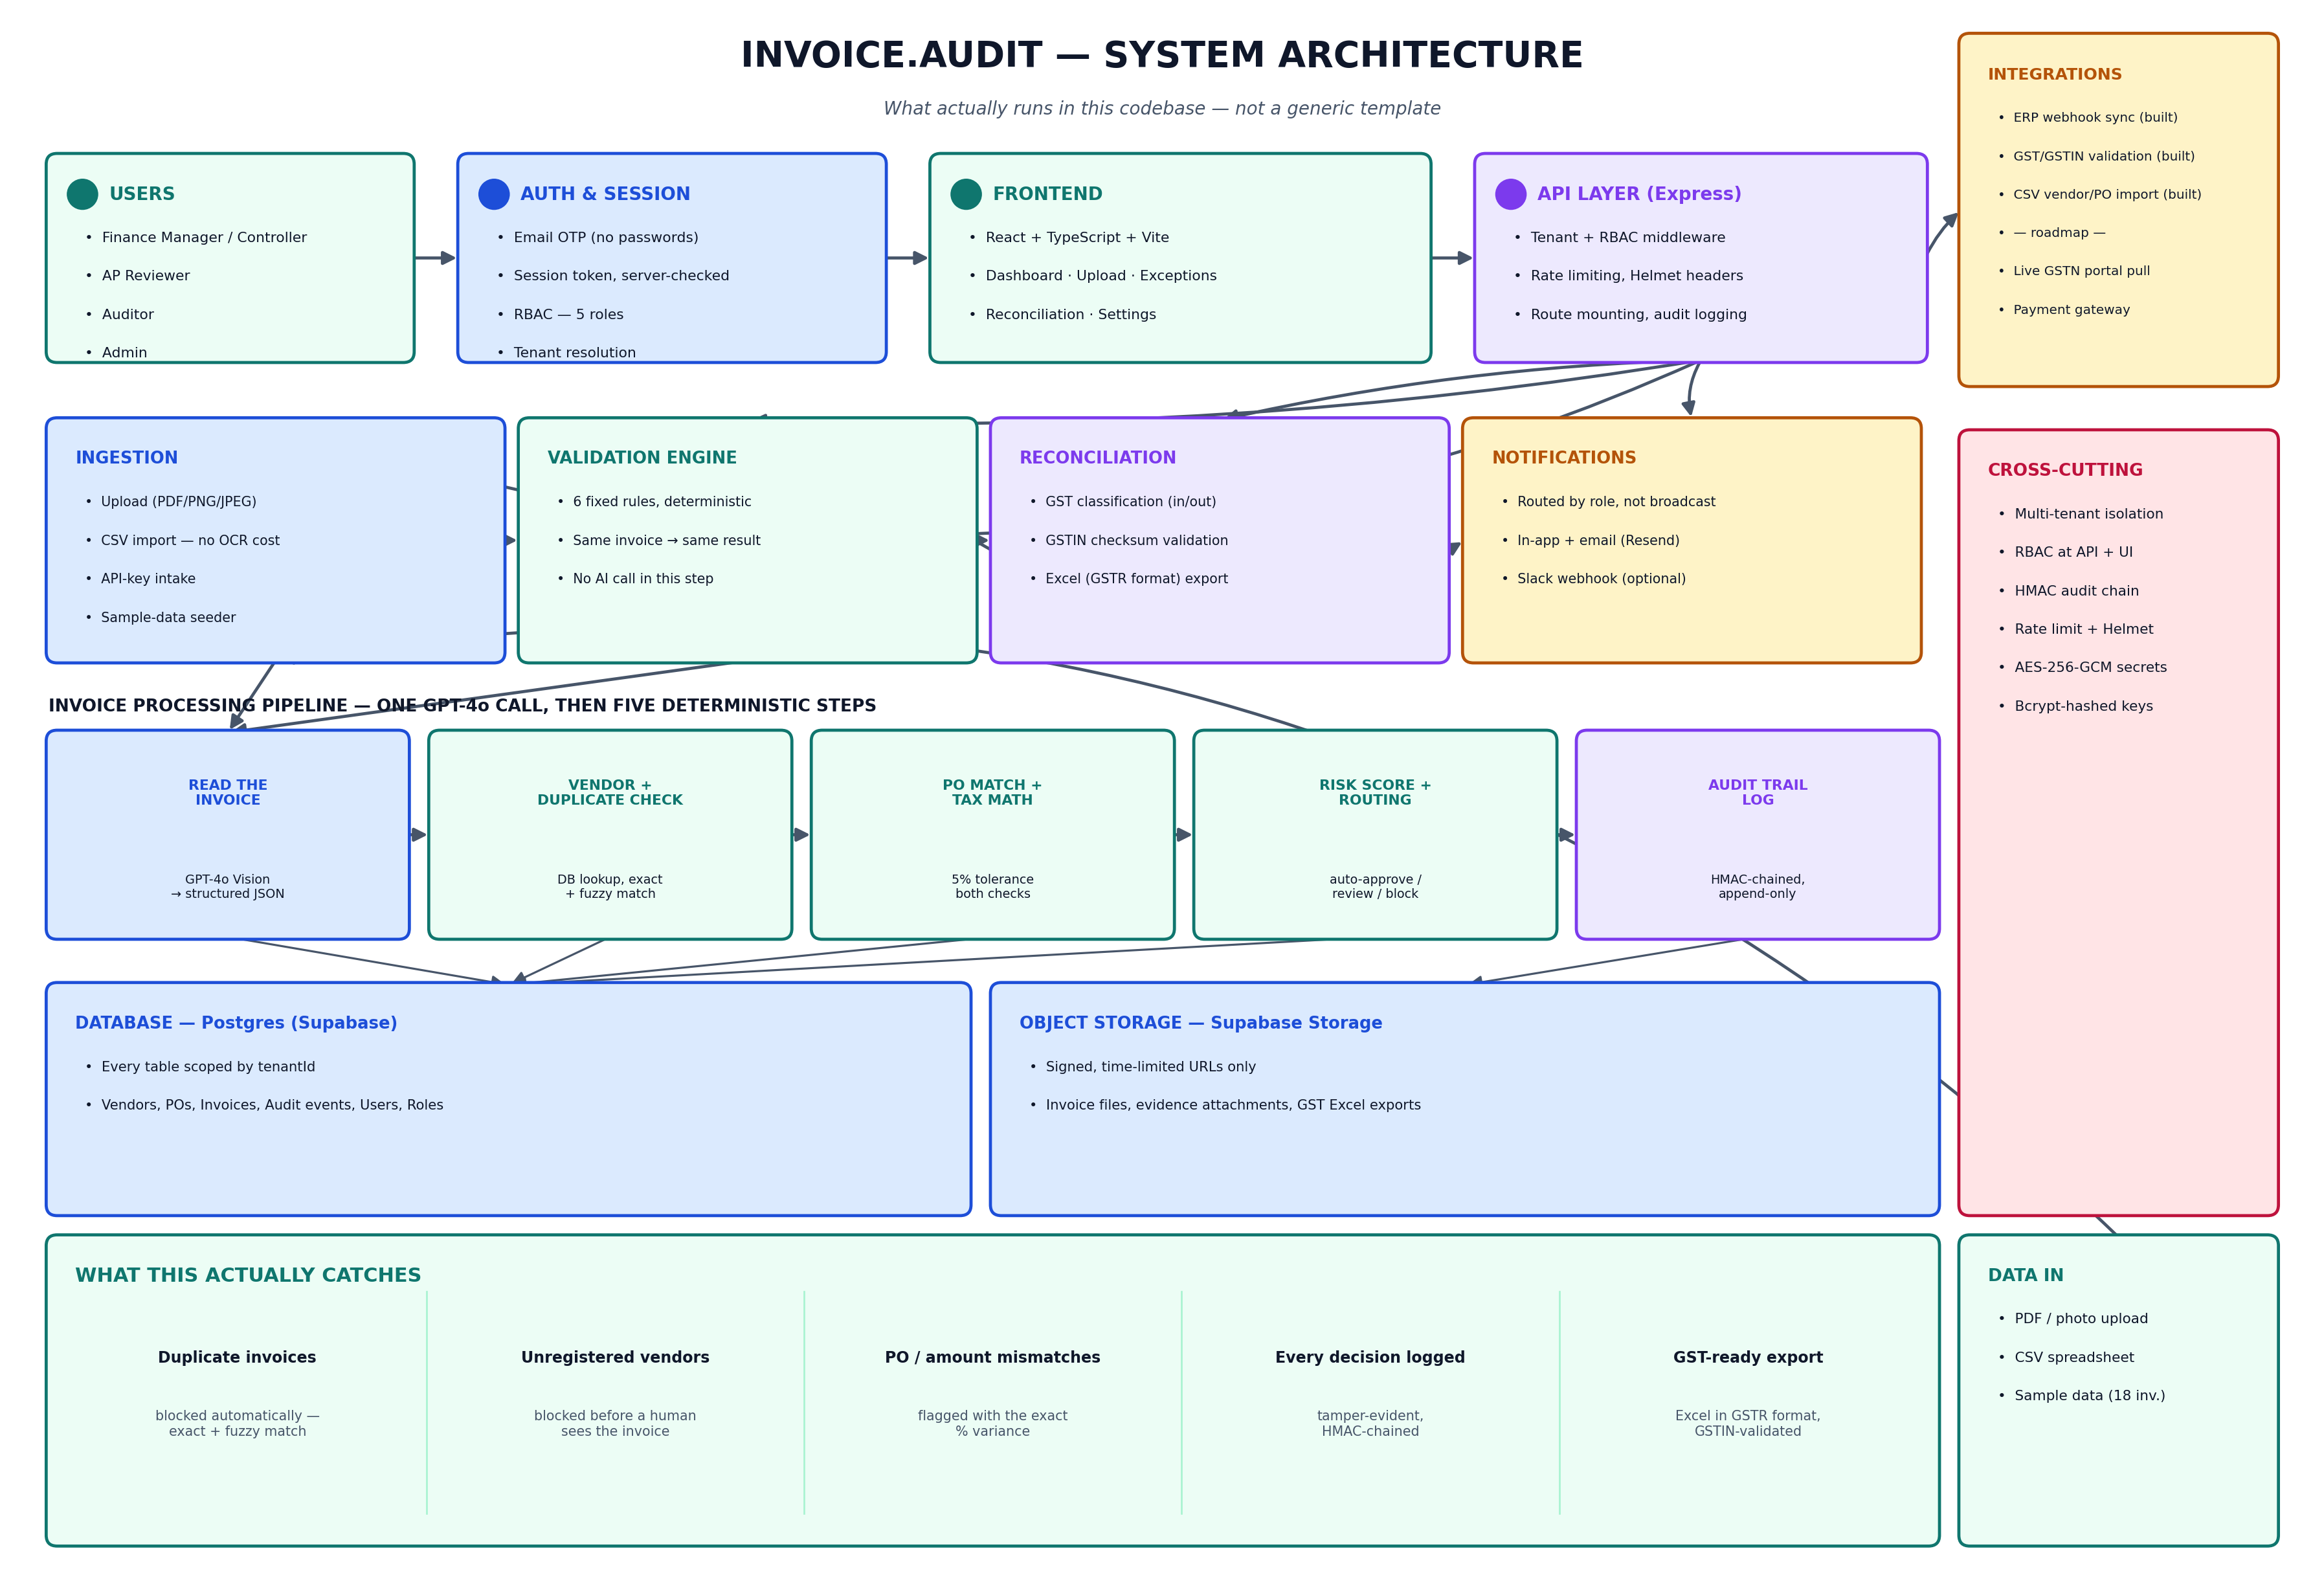 INVOICE.AUDIT — SYSTEM ARCHITECTURE
What actually runs in this codebase — not a generic template
USERS
• Finance Manager / Controller
• AP Reviewer
• Auditor
• Admin
AUTH & SESSION
• Email OTP (no passwords)
• Session token, server-checked
• RBAC — 5 roles
• Tenant resolution
FRONTEND
• React + TypeScript + Vite
• Dashboard · Upload · Exceptions
• Reconciliation · Settings
API LAYER (Express)
• Tenant + RBAC middleware
• Rate limiting, Helmet headers
• Route mounting, audit logging
INTEGRATIONS
• ERP webhook sync (built)
• GST/GSTIN validation (built)
• CSV vendor/PO import (built)
• — roadmap —
• Live GSTN portal pull
• Payment gateway
INGESTION
• Upload (PDF/PNG/JPEG)
• CSV import — no OCR cost
• API-key intake
• Sample-data seeder
VALIDATION ENGINE
• 6 fixed rules, deterministic
• Same invoice → same result
• No AI call in this step
RECONCILIATION
• GST classification (in/out)
• GSTIN checksum validation
• Excel (GSTR format) export
NOTIFICATIONS
• Routed by role, not broadcast
• In-app + email (Resend)
• Slack webhook (optional)
CROSS-CUTTING
• Multi-tenant isolation
• RBAC at API + UI
• HMAC audit chain
• Rate limit + Helmet
• AES-256-GCM secrets
• Bcrypt-hashed keys
INVOICE PROCESSING PIPELINE — ONE GPT-4o CALL, THEN FIVE DETERMINISTIC STEPS
READ THE
INVOICE
GPT-4o Vision
→ structured JSON
VENDOR +
DUPLICATE CHECK
DB lookup, exact
+ fuzzy match
PO MATCH +
TAX MATH
5% tolerance
both checks
RISK SCORE +
ROUTING
auto-approve /
review / block
AUDIT TRAIL
LOG
HMAC-chained,
append-only
DATABASE — Postgres (Supabase)
• Every table scoped by tenantId
• Vendors, POs, Invoices, Audit events, Users, Roles
OBJECT STORAGE — Supabase Storage
• Signed, time-limited URLs only
• Invoice files, evidence attachments, GST Excel exports
WHAT THIS ACTUALLY CATCHES
Duplicate invoices
blocked automatically —
exact + fuzzy match
Unregistered vendors
blocked before a human
sees the invoice
PO / amount mismatches
flagged with the exact
% variance
Every decision logged
tamper-evident,
HMAC-chained
GST-ready export
Excel in GSTR format,
GSTIN-validated
DATA IN
• PDF / photo upload
• CSV spreadsheet
• Sample data (18 inv.)